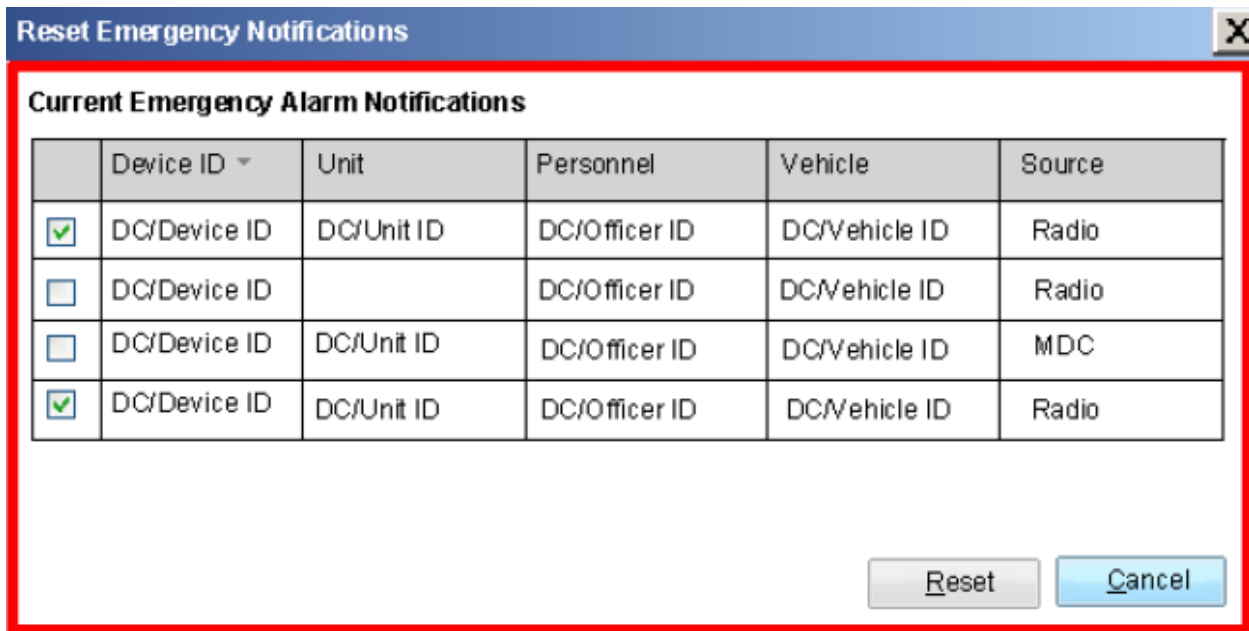 Reset Emergency Notifications X
Current Emergency Alarm Notifications
Device ID Unit Personnel Vehicle Source
DC/Device ID DC/Unit ID DC/Officer ID DC/Vehicle ID Radio
DC/Device ID DC/Officer ID DC/Vehicle ID Radio
DC/Device ID DC/Unit ID DC/Officer ID DC/Vehicle ID MDC
DC/Device ID DC/Unit ID DC/Officer ID DC/Vehicle ID Radio
Reset Cancel